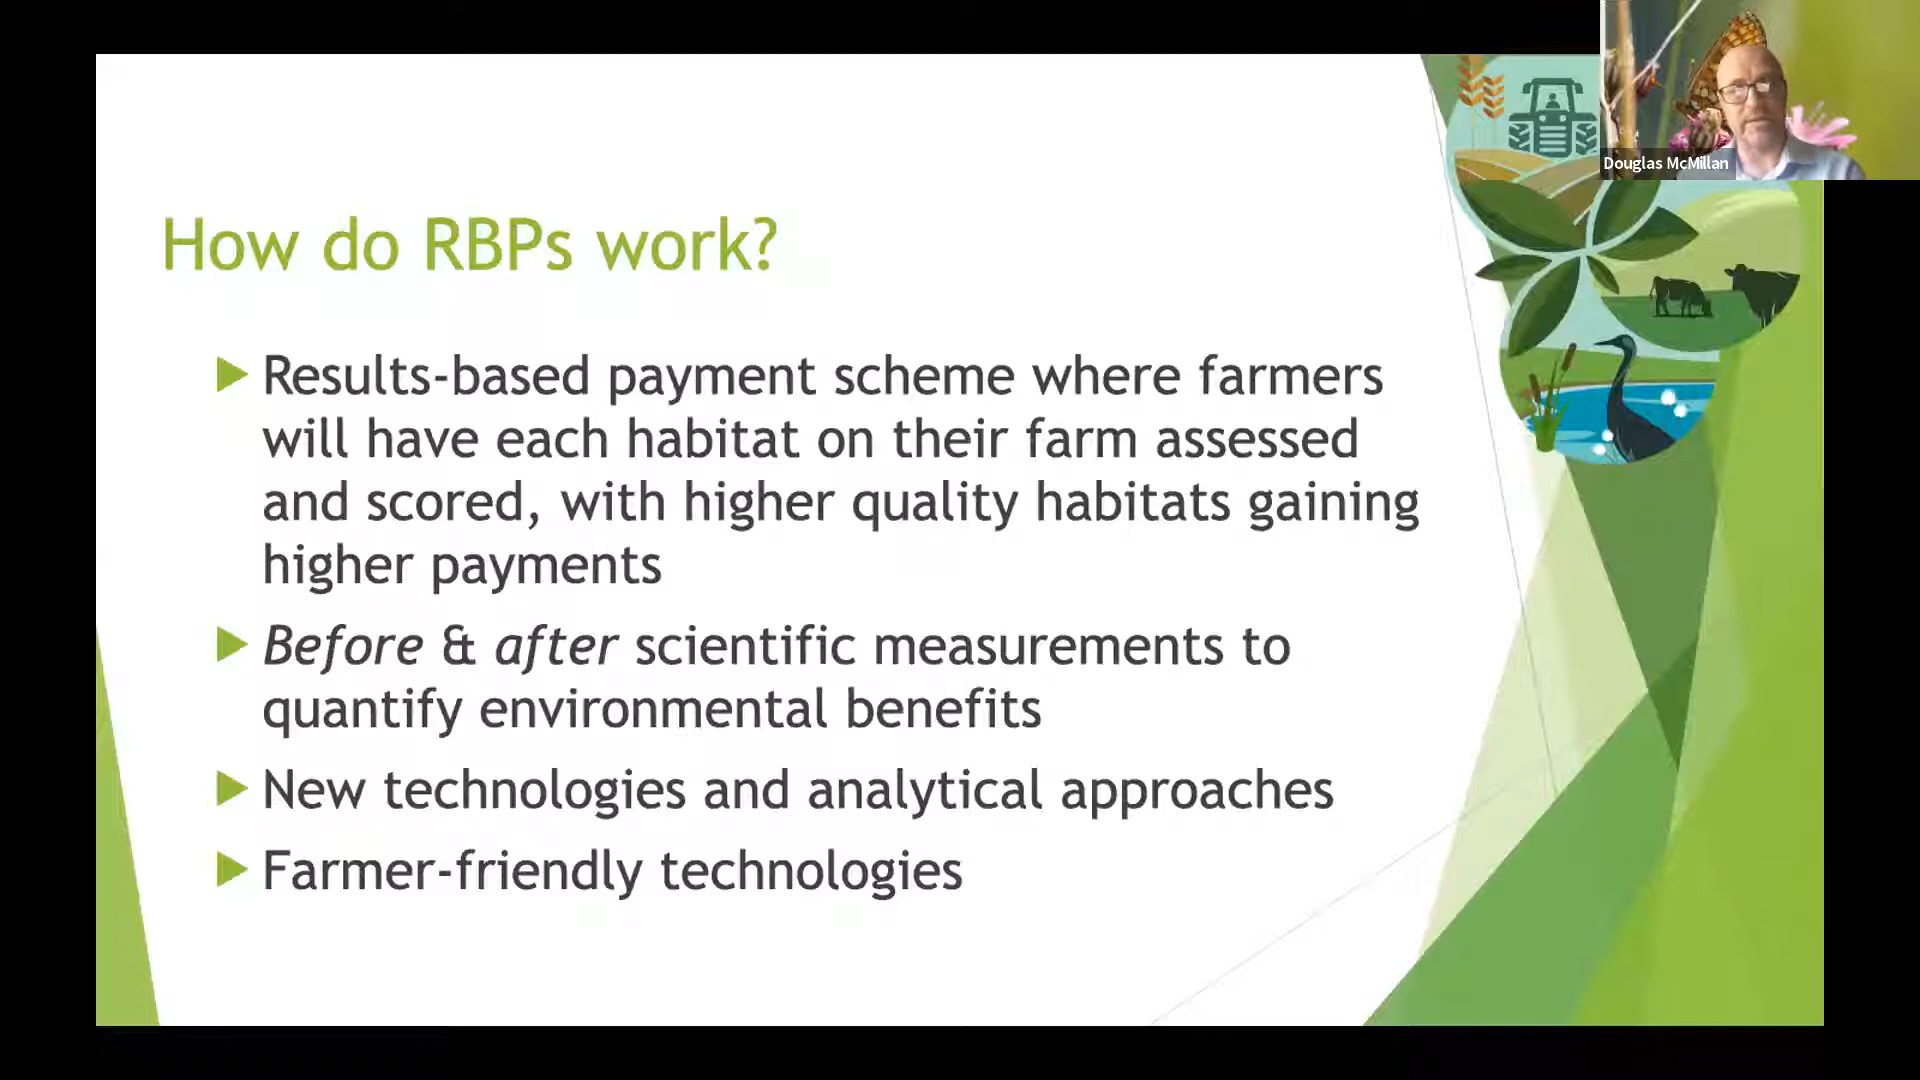 Douglas McMillan
How do RBPs work?
Results-based payment scheme where farmers
will have each habitat on their farm assessed
and scored, with higher quality habitats gaining
higher payments
Before & after scientific measurements to
quantify environmental benefits
New technologies and analytical approaches
Farmer-friendly technologies